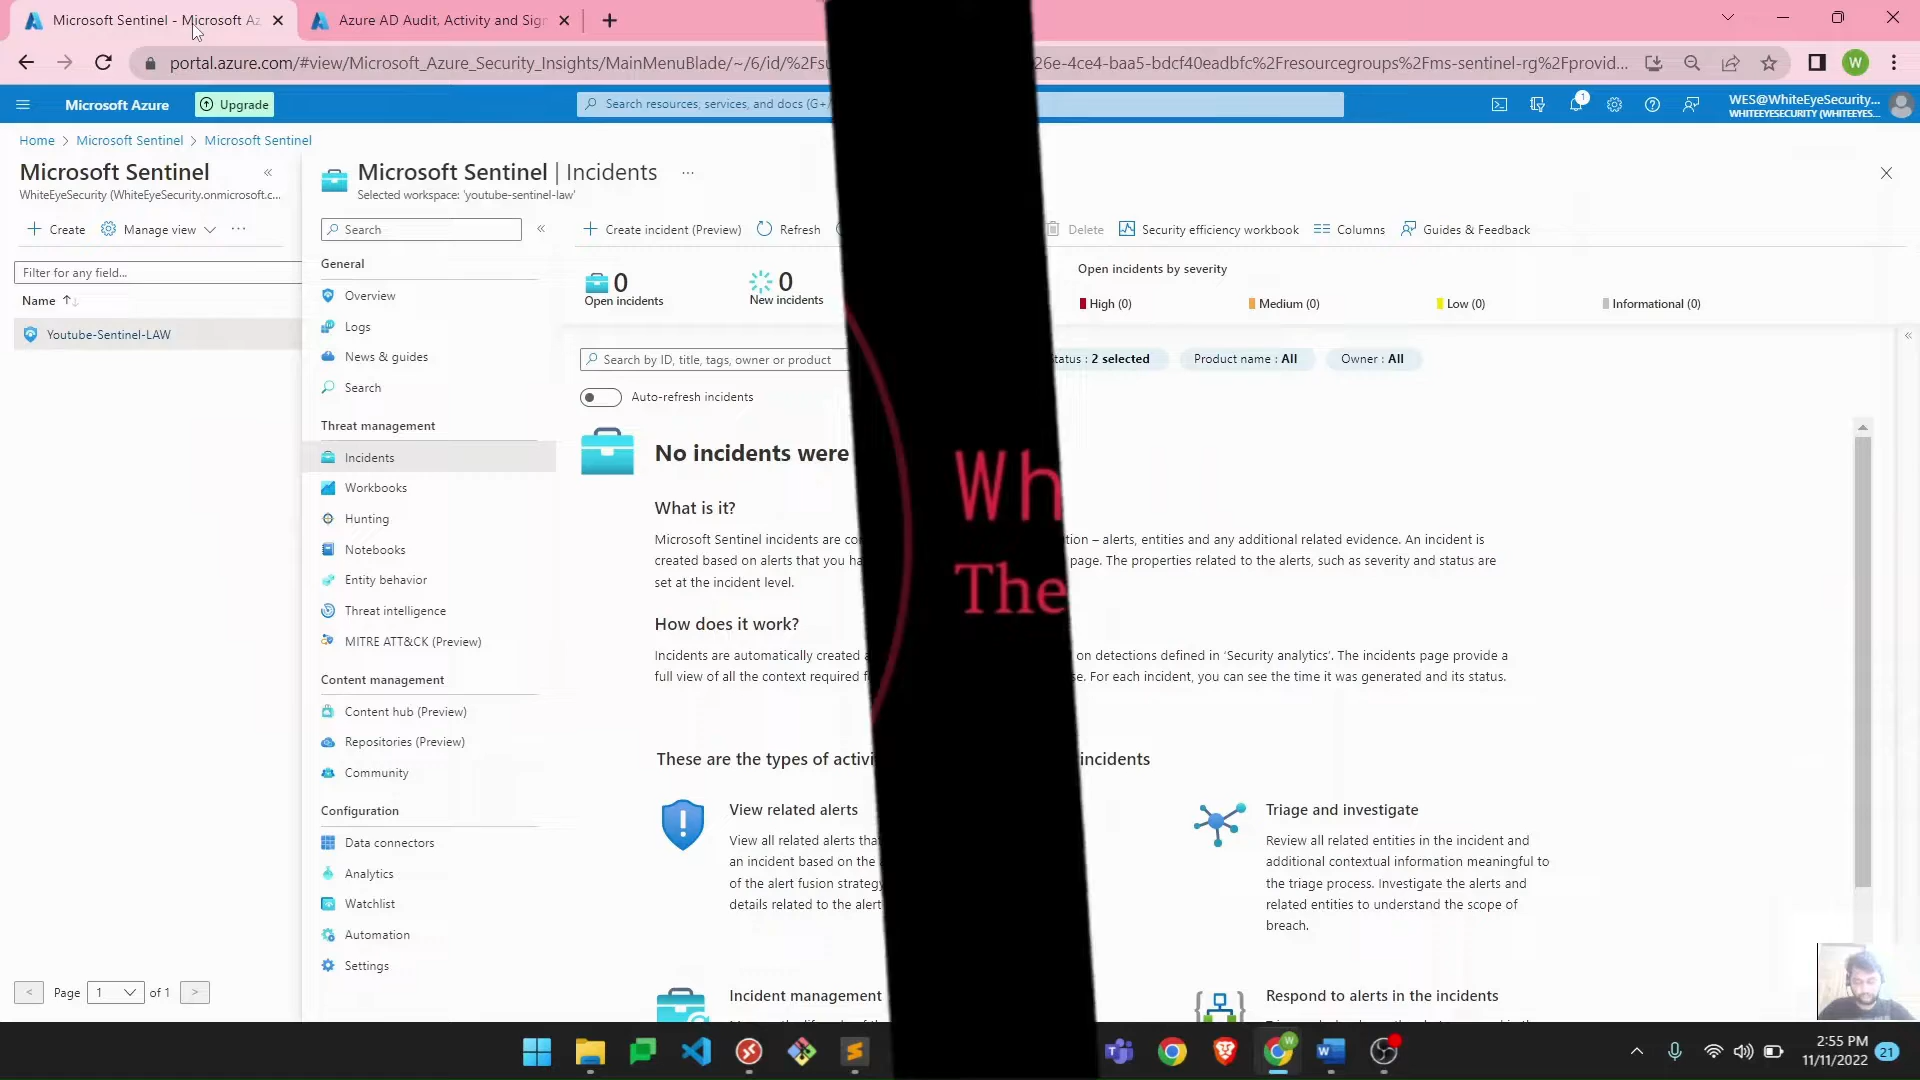 Microsoft Sentinel - Microsoft Az
Azure AD Audit, Activity and Sign
portal.azure.com/#view/Microsoft_Azure_Security_Insights/MainMenuBlade/~/6/id/%2Fsu
26e-4ce4-baa5-bdcf40eadbfc%2Fresourcegroups%2Fms-sentinel-rg%2Fprovid...
W
Microsoft Azure
Upgrade
Search resources, services, and docs (G+/
1
WES@WhiteEyeSecurity...
WHITEEYESECURITY (WHITEEYES...
Home > Microsoft Sentinel > Microsoft Sentinel
Microsoft Sentinel
WhiteEyeSecurity (WhiteEyeSecurity.onmicrosoft.c...
Create
Manage view
Filter for any field...
Name
Youtube-Sentinel-LAW
< Page 1 of 1 >
Microsoft Sentinel | Incidents
Selected workspace: 'youtube-sentinel-law'
Search
General
Overview
Logs
News & guides
Search
Threat management
Incidents
Workbooks
Hunting
Notebooks
Entity behavior
Threat intelligence
MITRE ATT&CK (Preview)
Content management
Content hub (Preview)
Repositories (Preview)
Community
Configuration
Data connectors
Analytics
Watchlist
Automation
Settings
Create incident (Preview)
Refresh
Delete
Security efficiency workbook
Columns
Guides & Feedback
0
Open incidents
0
New incidents
Open incidents by severity
High (0)
Medium (0)
Low (0)
Informational (0)
Search by ID, title, tags, owner or product
tatus : 2 selected
Product name : All
Owner : All
Auto-refresh incidents
No incidents were
What is it?
Microsoft Sentinel incidents are co
tion – alerts, entities and any additional related evidence. An incident is
created based on alerts that you ha
page. The properties related to the alerts, such as severity and status are
set at the incident level.
How does it work?
Incidents are automatically created
on detections defined in ‘Security analytics’. The incidents page provide a
full view of all the context required f
se. For each incident, you can see the time it was generated and its status.
These are the types of activi
incidents
View related alerts
View all related alerts tha
an incident based on the
of the alert fusion strategy
details related to the alert
Triage and investigate
Review all related entities in the incident and
additional contextual information meaningful to
the triage process. Investigate the alerts and
related entities to understand the scope of
breach.
Incident management
Respond to alerts in the incidents
Wh
The
W
2:55 PM
11/11/2022
21